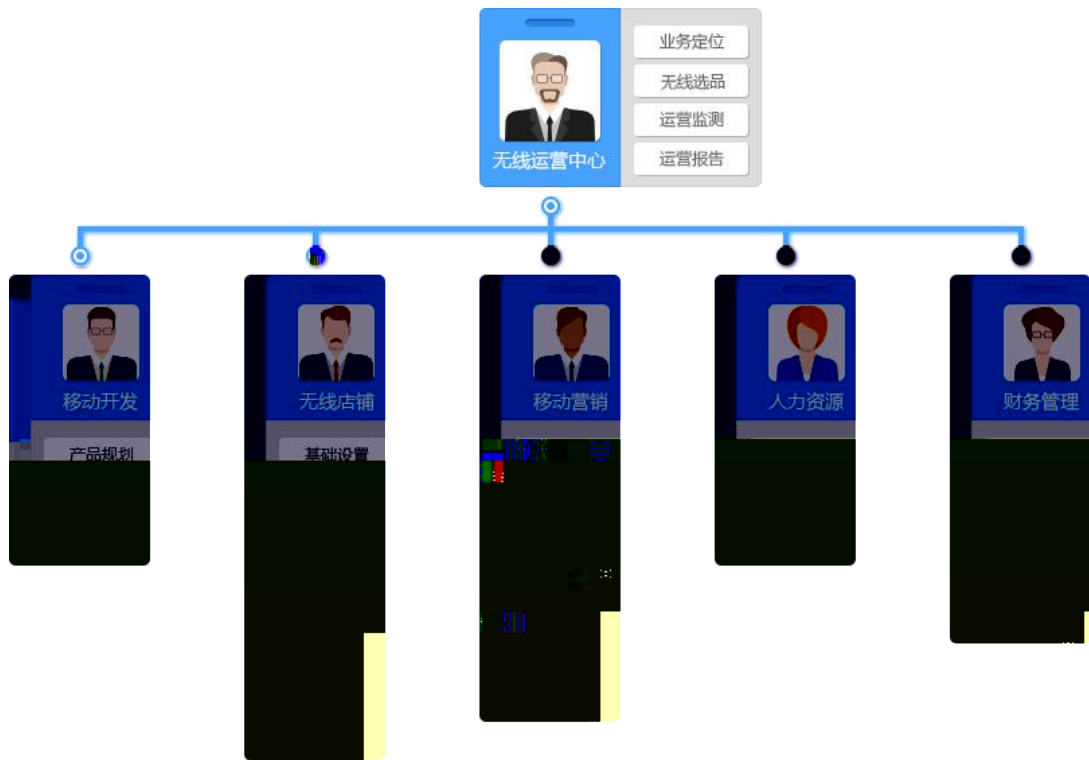 业务定位
无线选品
运营监测
运营报告
无线运营中心
移动开发
无线店铺
移动营销
人力资源
财务管理
产品规划
基础设置